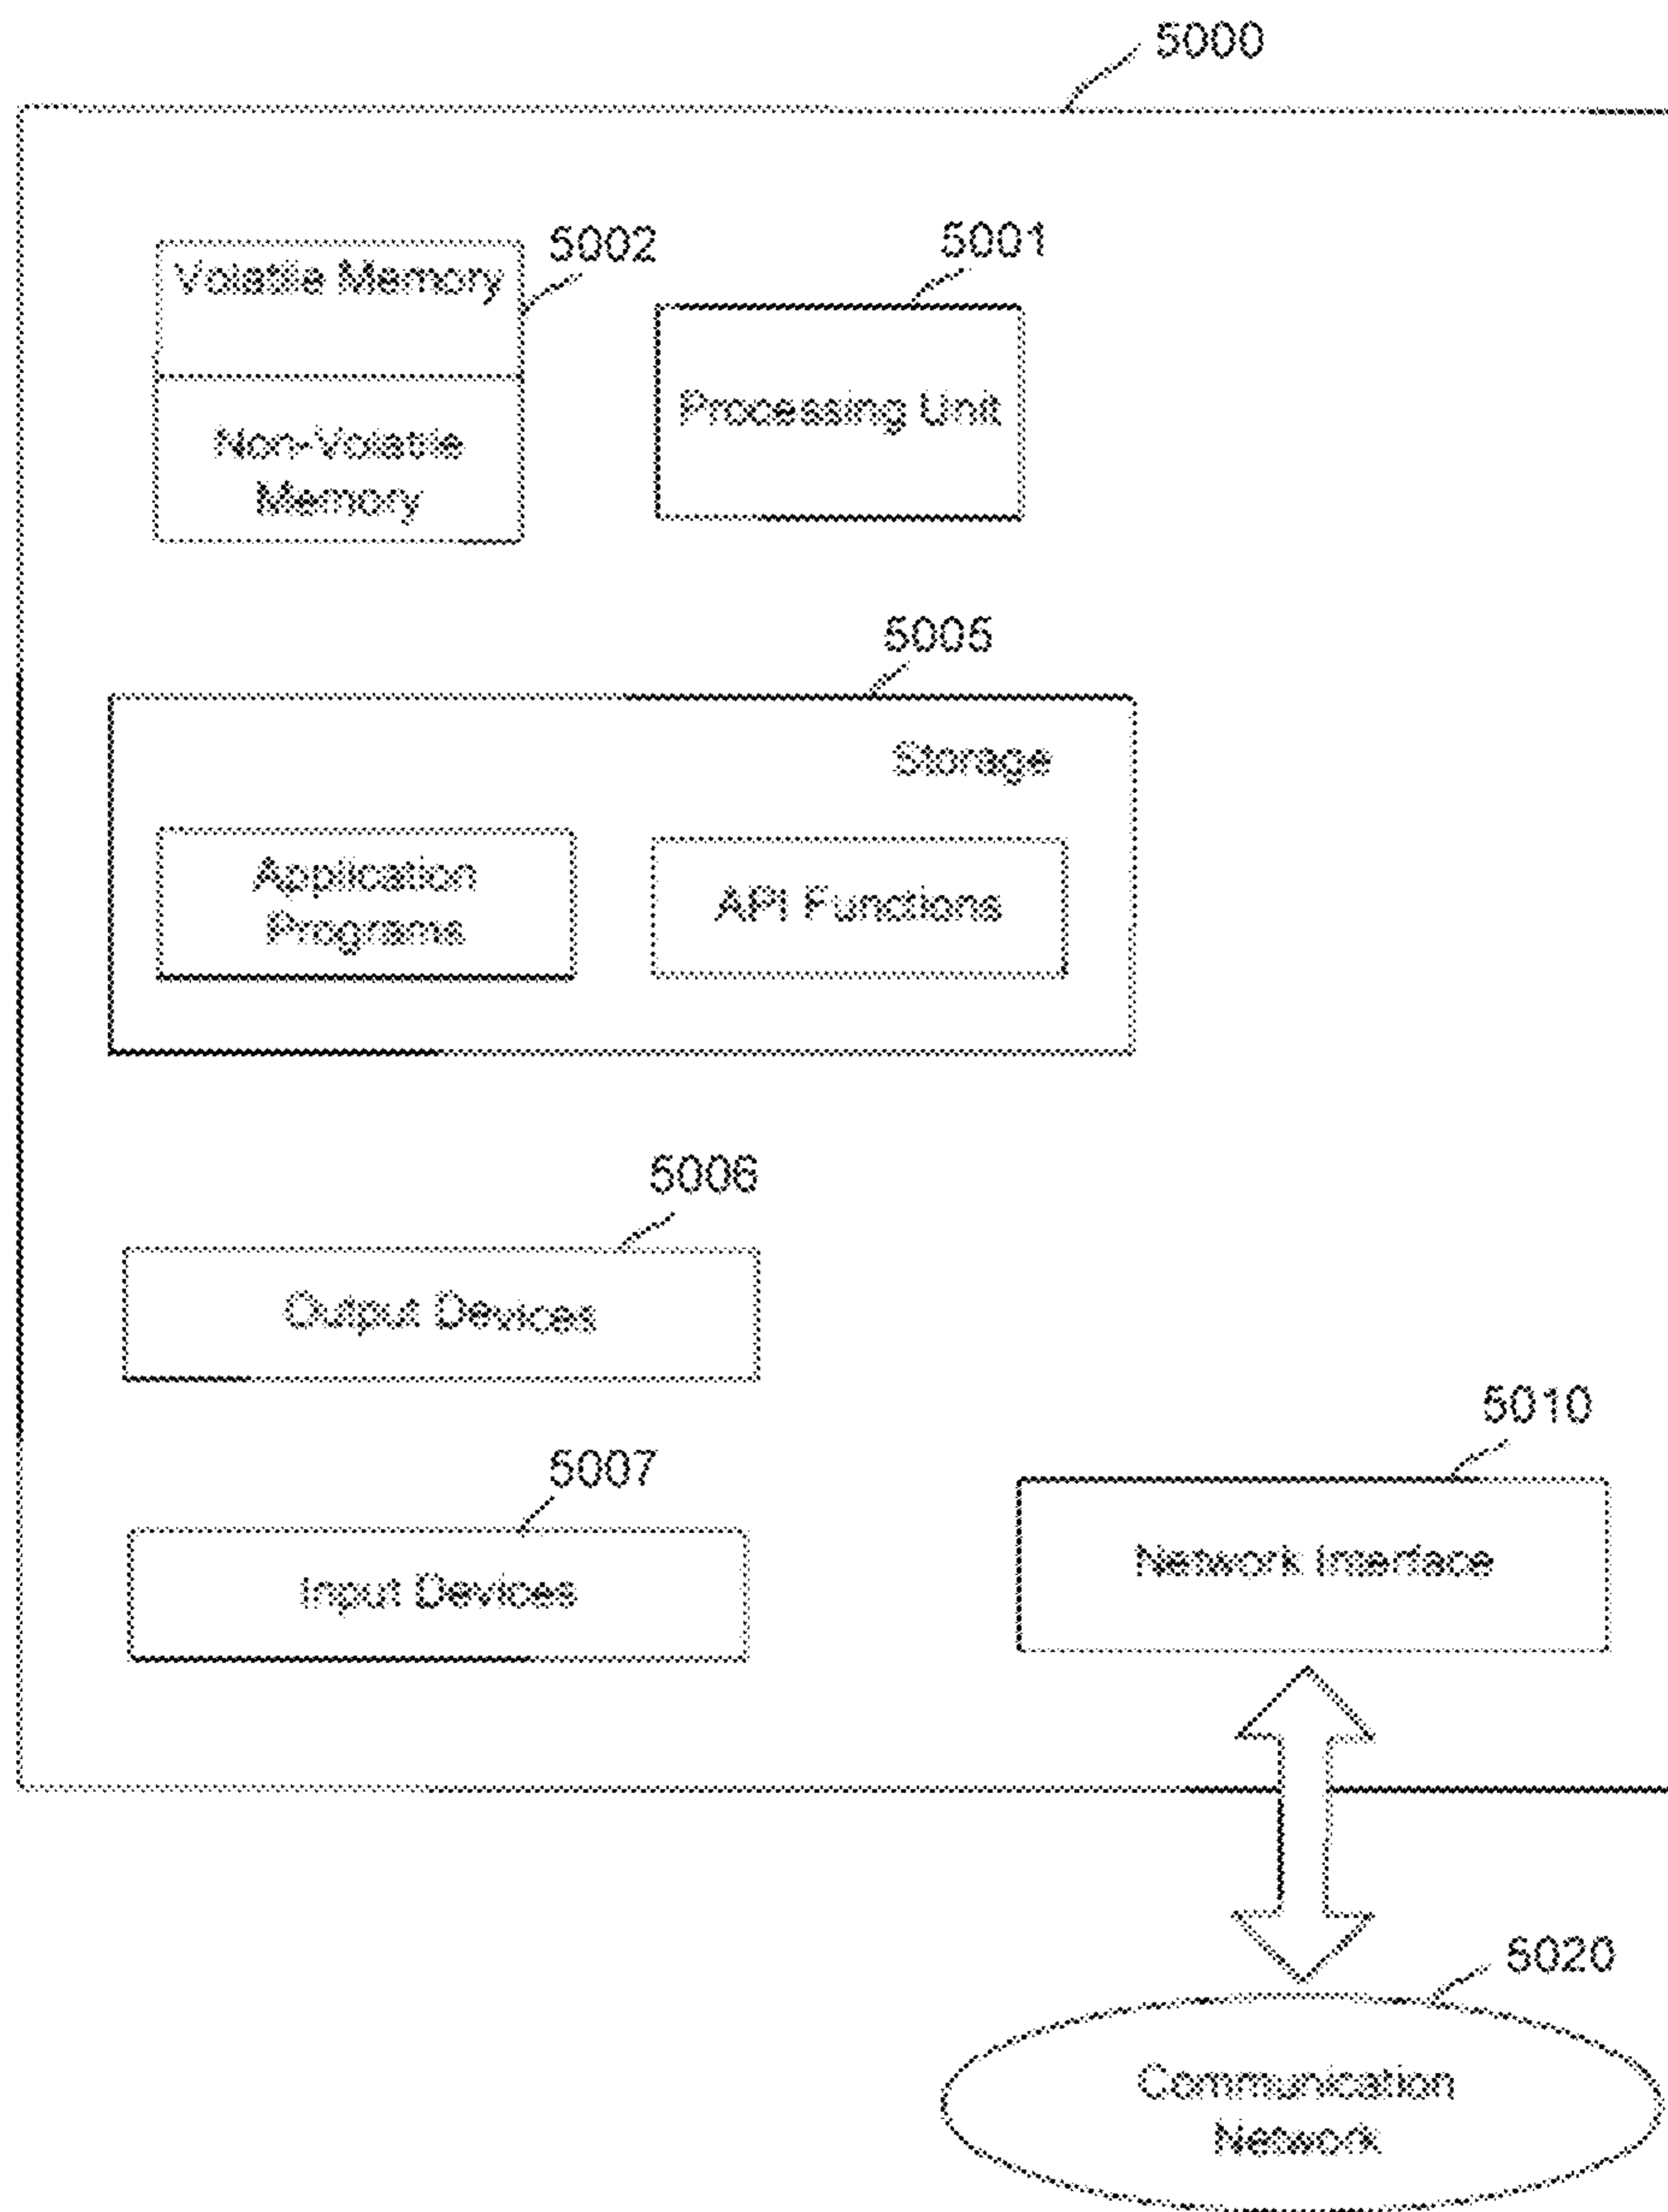 5000
5002
5001
Volatile Memory
Non-Volatile
Memory
Processing Unit
5005
Storage
Application
Programs
API Functions
5006
Output Devices
5010
5007
Network Interface
Input Devices
5020
Communication
Network